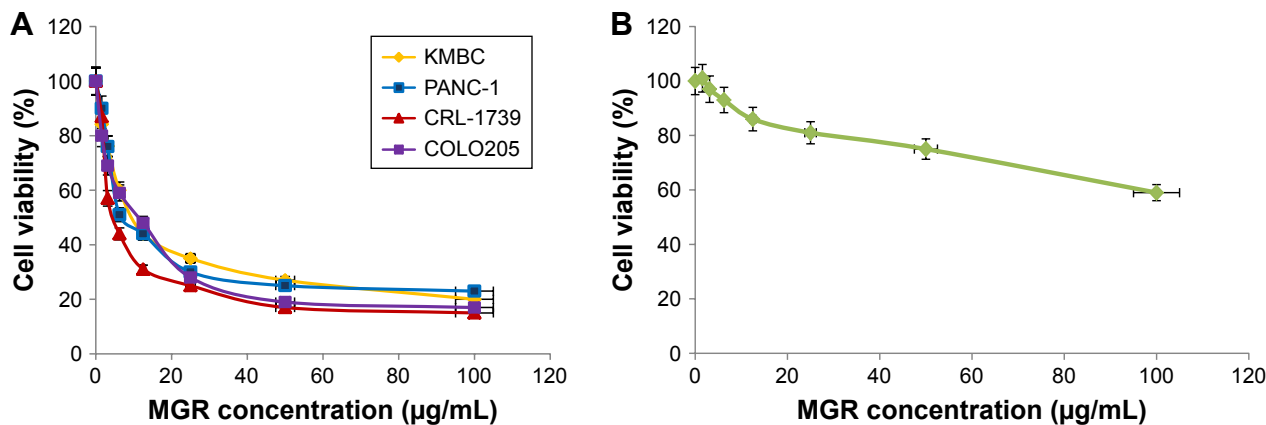 A
120
100
80
60
40
20
0
Cell viability (%)
0 20 40 60 80 100 120
MGR concentration (µg/mL)
KMBC
PANC-1
CRL-1739
COLO205
B
120
100
80
60
40
20
0
Cell viability (%)
0 20 40 60 80 100 120
MGR concentration (µg/mL)